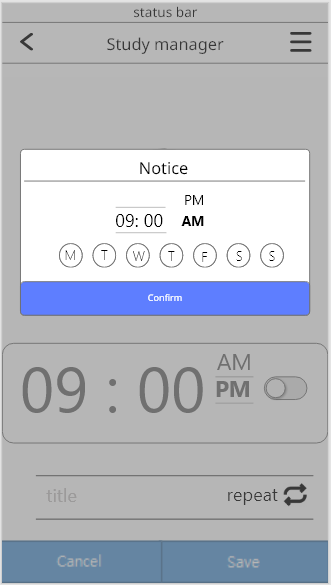 status bar
Study manager
Notice
PM
09: 00 AM
M T W T F S S
Confirm
AM
09 : 00 PM
title repeat
Cancel Save